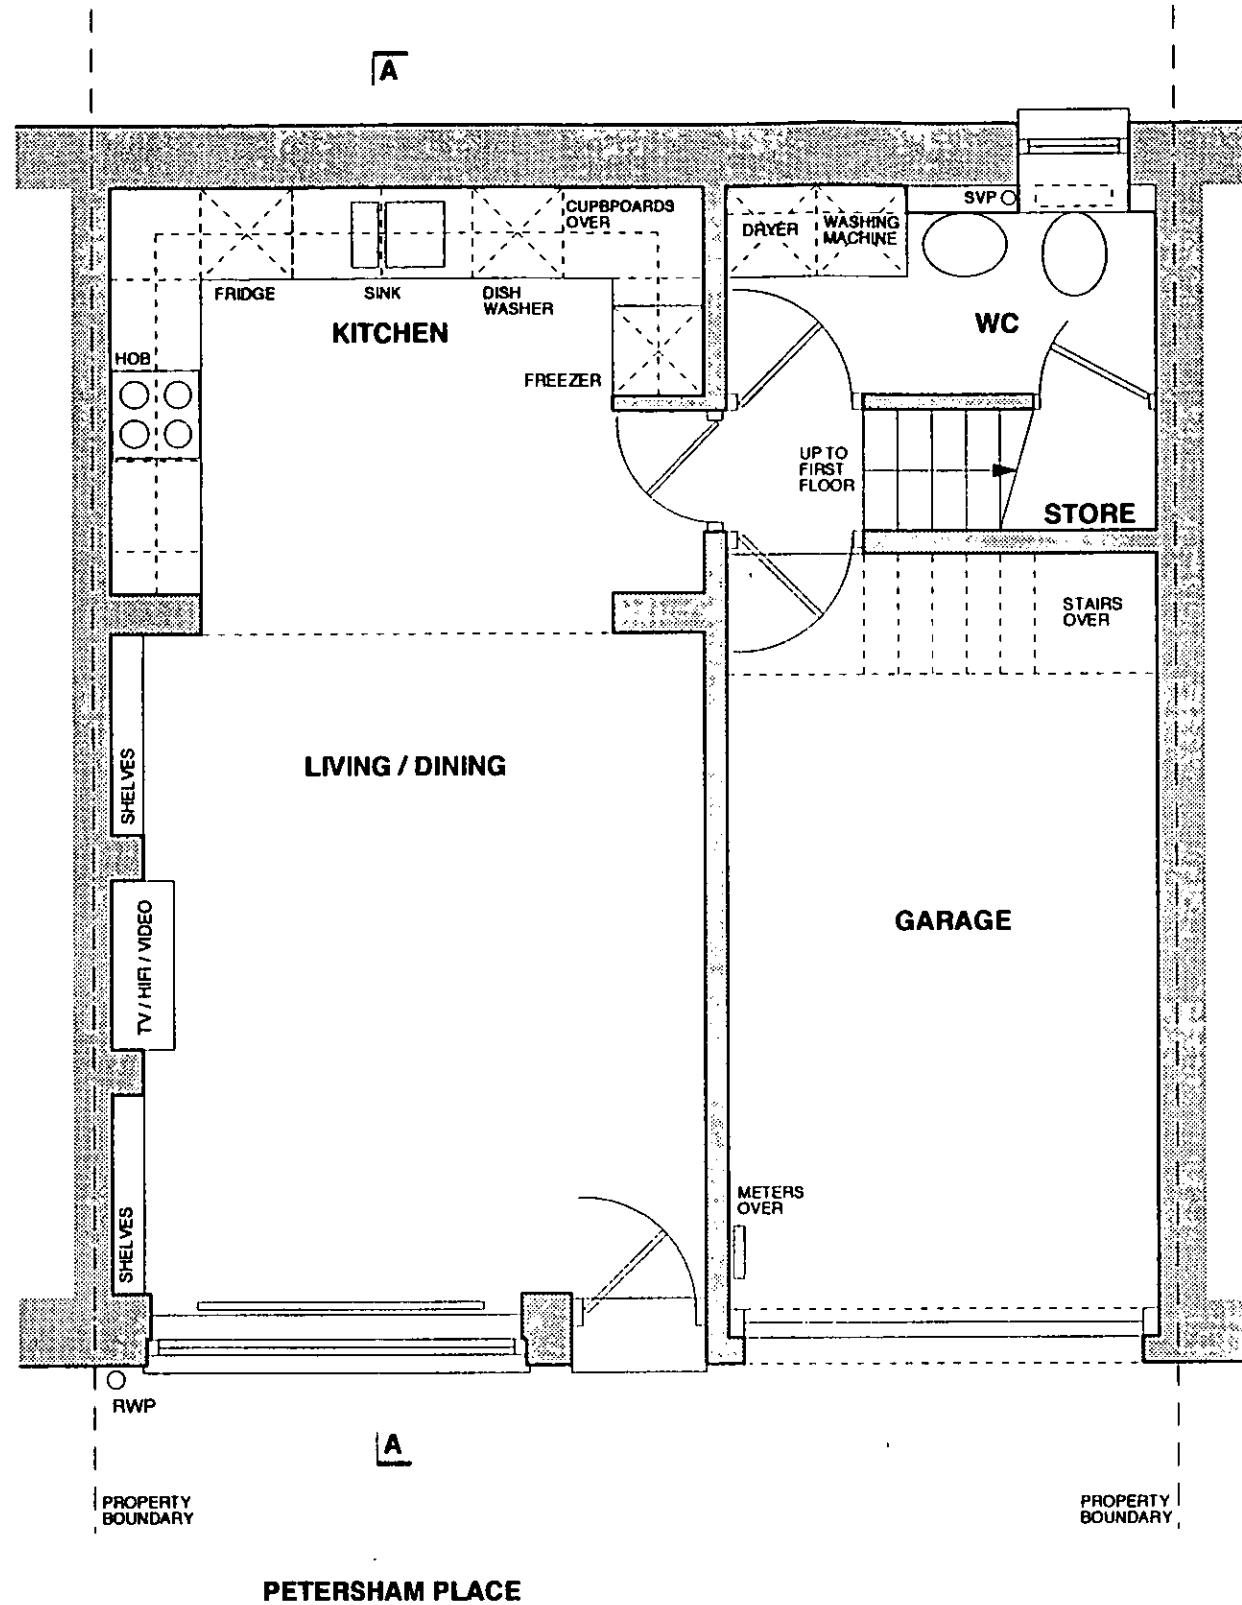 A
SVP
CUPBPOARDS
OVER
DRYER
WASHING
MACHINE
FRIDGE
SINK
DISH
WASHER
KITCHEN
WC
HOB
FREEZER
UP TO
FIRST
FLOOR
STORE
STAIRS
OVER
SHELVES
LIVING / DINING
GARAGE
TV / HIFI / VIDEO
METERS
OVER
SHELVES
RWP
A
PROPERTY
BOUNDARY
PROPERTY
BOUNDARY
PETERSHAM PLACE